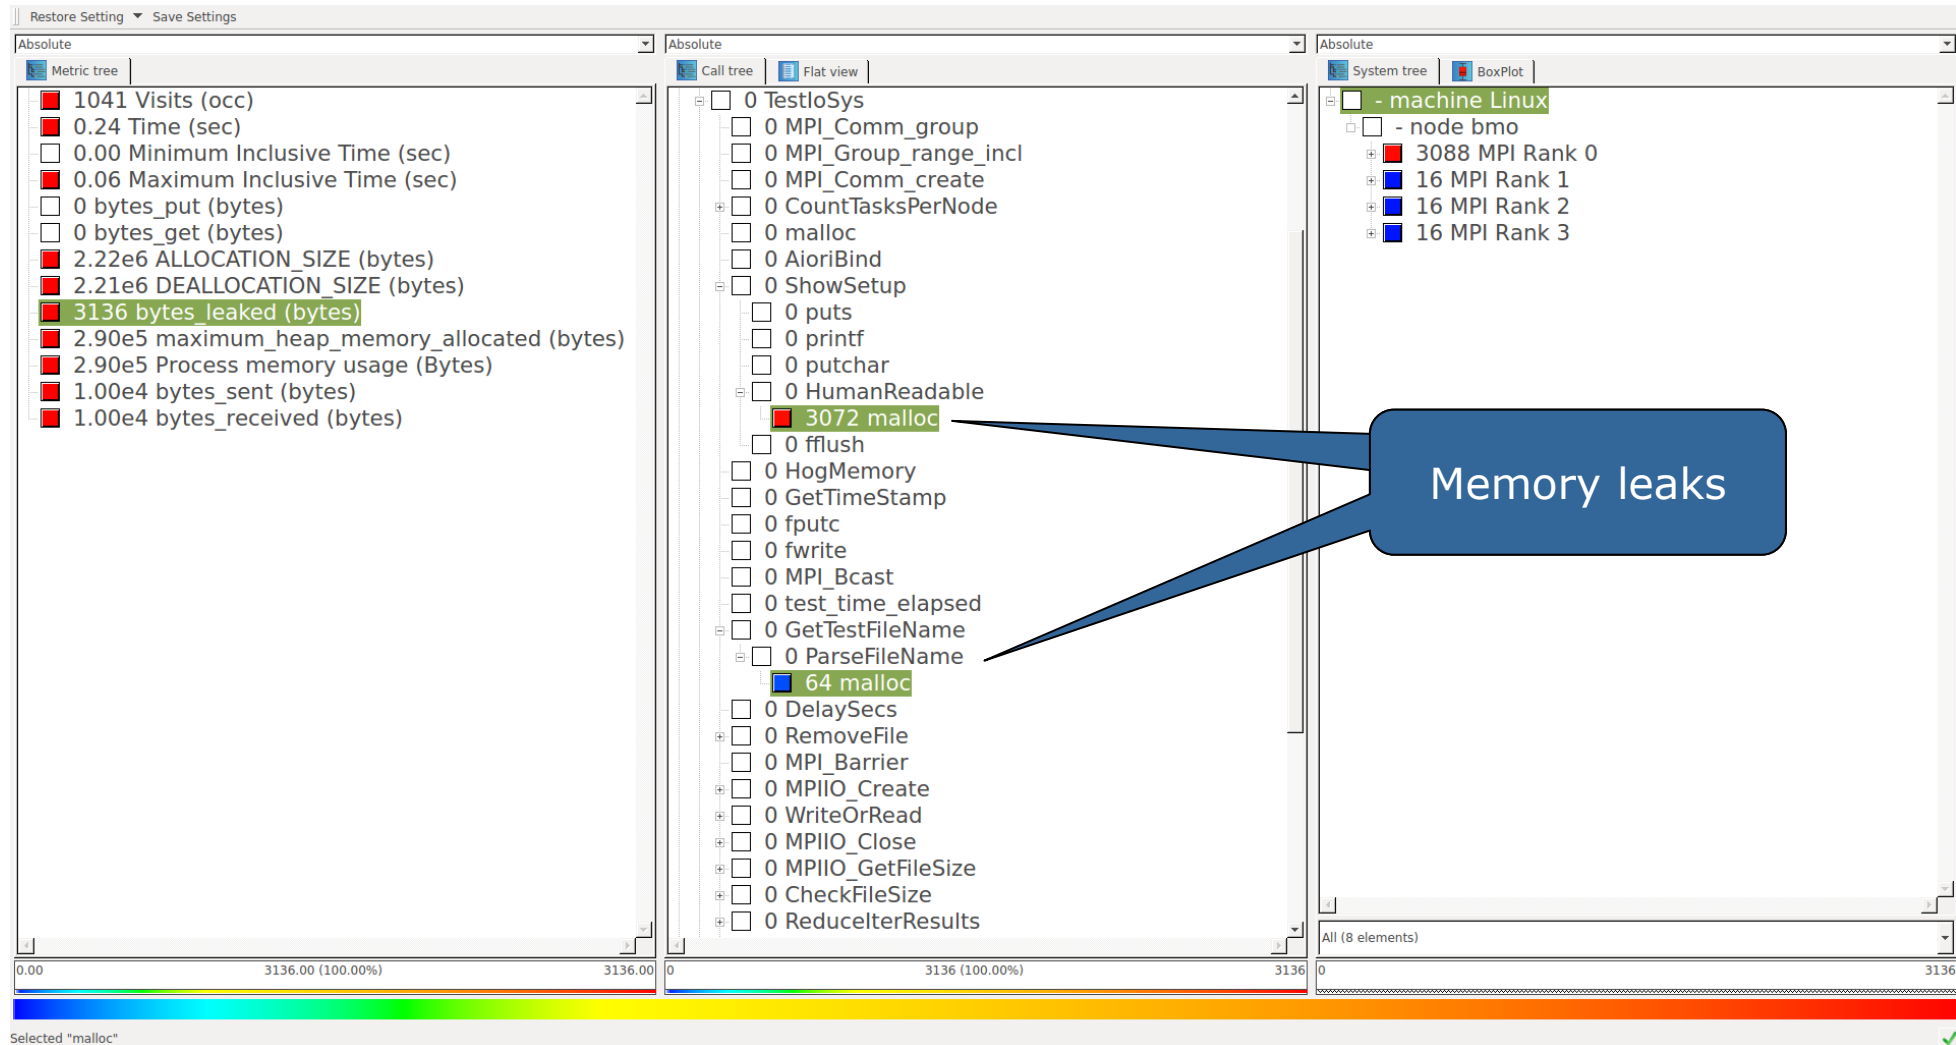 Restore Setting Save Settings
Absolute
Metric tree
1041 Visits (occ)
0.24 Time (sec)
0.00 Minimum Inclusive Time (sec)
0.06 Maximum Inclusive Time (sec)
0 bytes_put (bytes)
0 bytes_get (bytes)
2.22e6 ALLOCATION_SIZE (bytes)
2.21e6 DEALLOCATION_SIZE (bytes)
3136 bytes_leaked (bytes)
2.90e5 maximum_heap_memory_allocated (bytes)
2.90e5 Process memory usage (Bytes)
1.00e4 bytes_sent (bytes)
1.00e4 bytes_received (bytes)
0.00 3136.00 (100.00%) 3136.00
Absolute
Call tree Flat view
0 TestIoSys
0 MPI_Comm_group
0 MPI_Group_range_incl
0 MPI_Comm_create
0 CountTasksPerNode
0 malloc
0 AioriBind
0 ShowSetup
0 puts
0 printf
0 putchar
0 HumanReadable
3072 malloc
0 fflush
0 HogMemory
0 GetTimeStamp
0 fputc
0 fwrite
0 MPI_Bcast
0 test_time_elapsed
0 GetTestFileName
0 ParseFileName
64 malloc
0 DelaySecs
0 RemoveFile
0 MPI_Barrier
0 MPIIO_Create
0 WriteOrRead
0 MPIIO_Close
0 MPIIO_GetFileSize
0 CheckFileSize
0 ReduceIterResults
0 3136 (100.00%) 3136
Absolute
System tree BoxPlot
- machine Linux
- node bmo
3088 MPI Rank 0
16 MPI Rank 1
16 MPI Rank 2
16 MPI Rank 3
Memory leaks
All (8 elements)
0 3136
Selected "malloc"